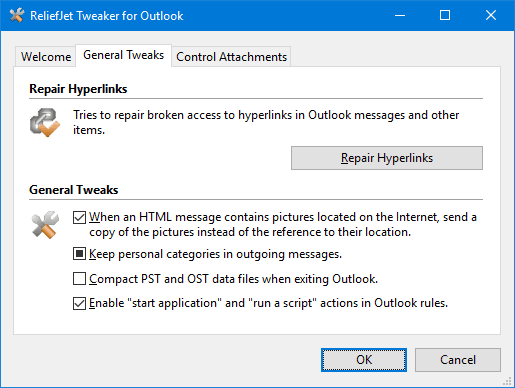 ReliefJet Tweaker for Outlook
Welcome General Tweaks Control Attachments
Repair Hyperlinks
Tries to repair broken access to hyperlinks in Outlook messages and other
items.
Repair Hyperlinks
General Tweaks
When an HTML message contains pictures located on the Internet, send a
copy of the pictures instead of the reference to their location.
Keep personal categories in outgoing messages.
Compact PST and OST data files when exiting Outlook.
Enable "start application" and "run a script" actions in Outlook rules.
OK Cancel